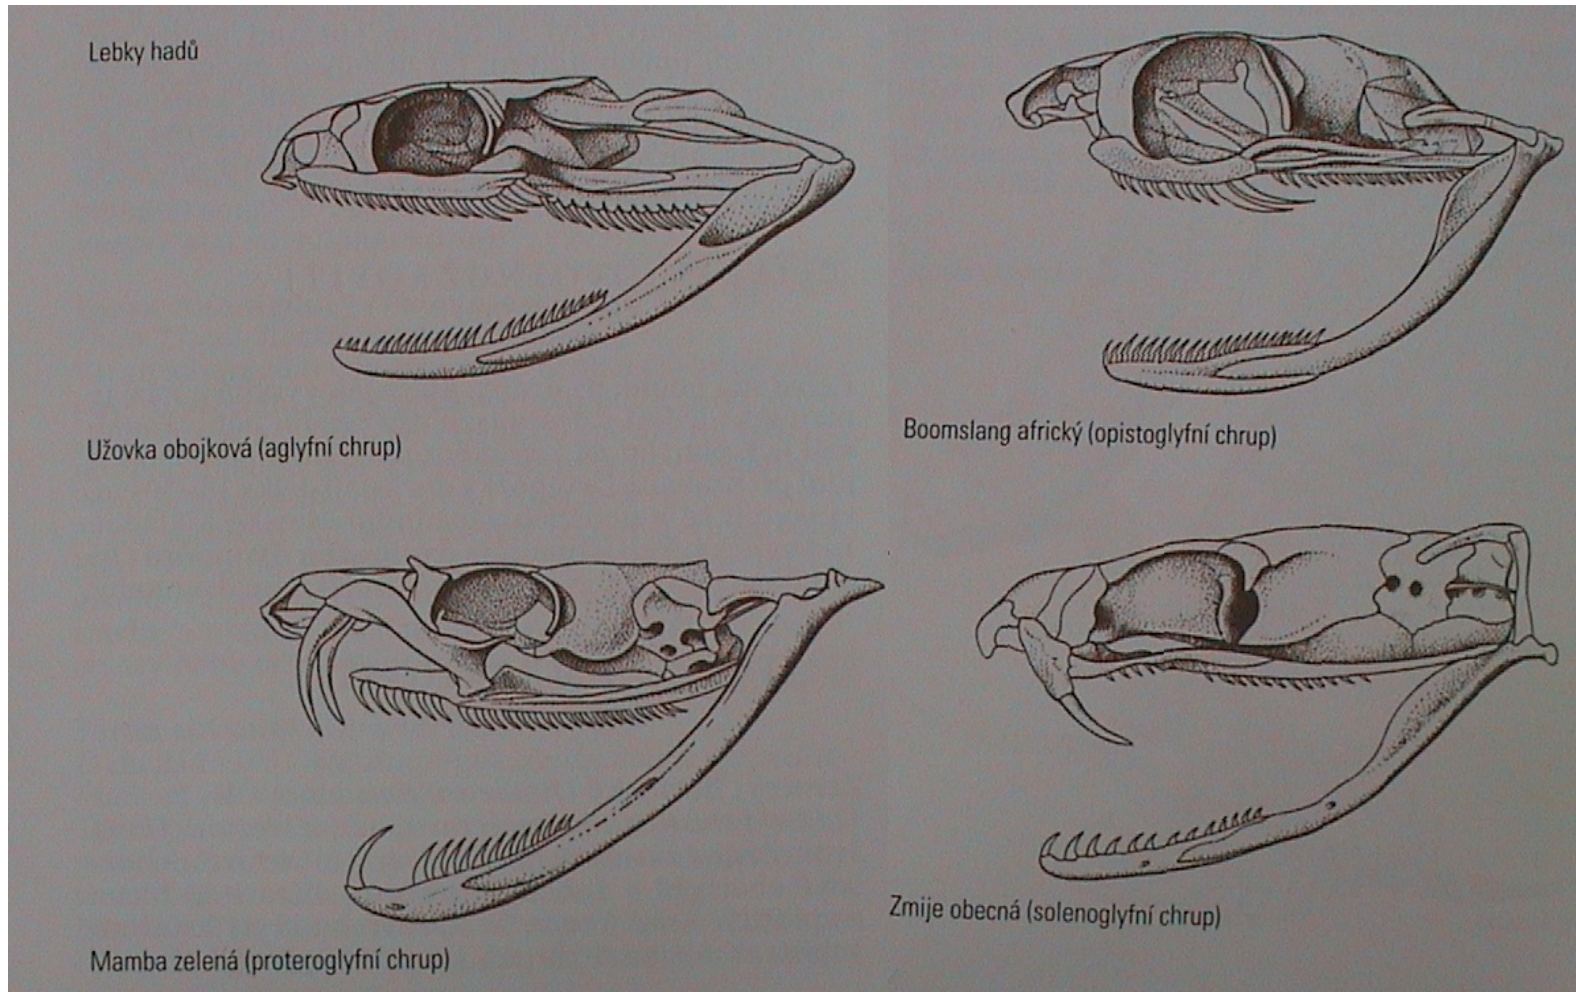 Lebky hadů
Užovka obojková (aglyfní chrup)
Boomslang africký (opistoglyfní chrup)
Mamba zelená (proteroglyfní chrup)
Zmije obecná (solenoglyfní chrup)